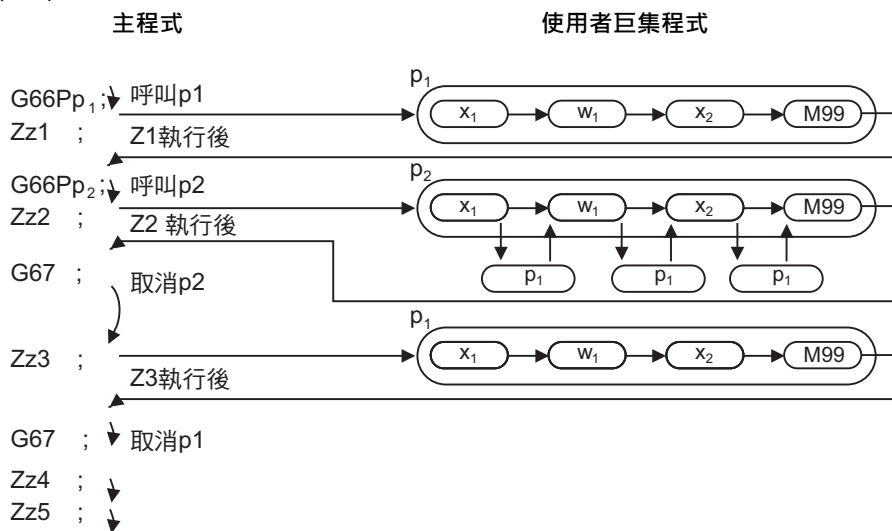 主程式 使用者巨集程式
p₁
G66Pp₁; 呼叫p1
x₁ w₁ x₂ M99
Zz1 ; Z1執行後
p₂
G66Pp₂; 呼叫p2
x₁ w₁ x₂ M99
Zz2 ; Z2 執行後
p₁ p₁ p₁
G67 ; 取消p2
p₁
Zz3 ; x₁ w₁ x₂ M99
Z3執行後
G67 ; 取消p1
Zz4 ;
Zz5 ;